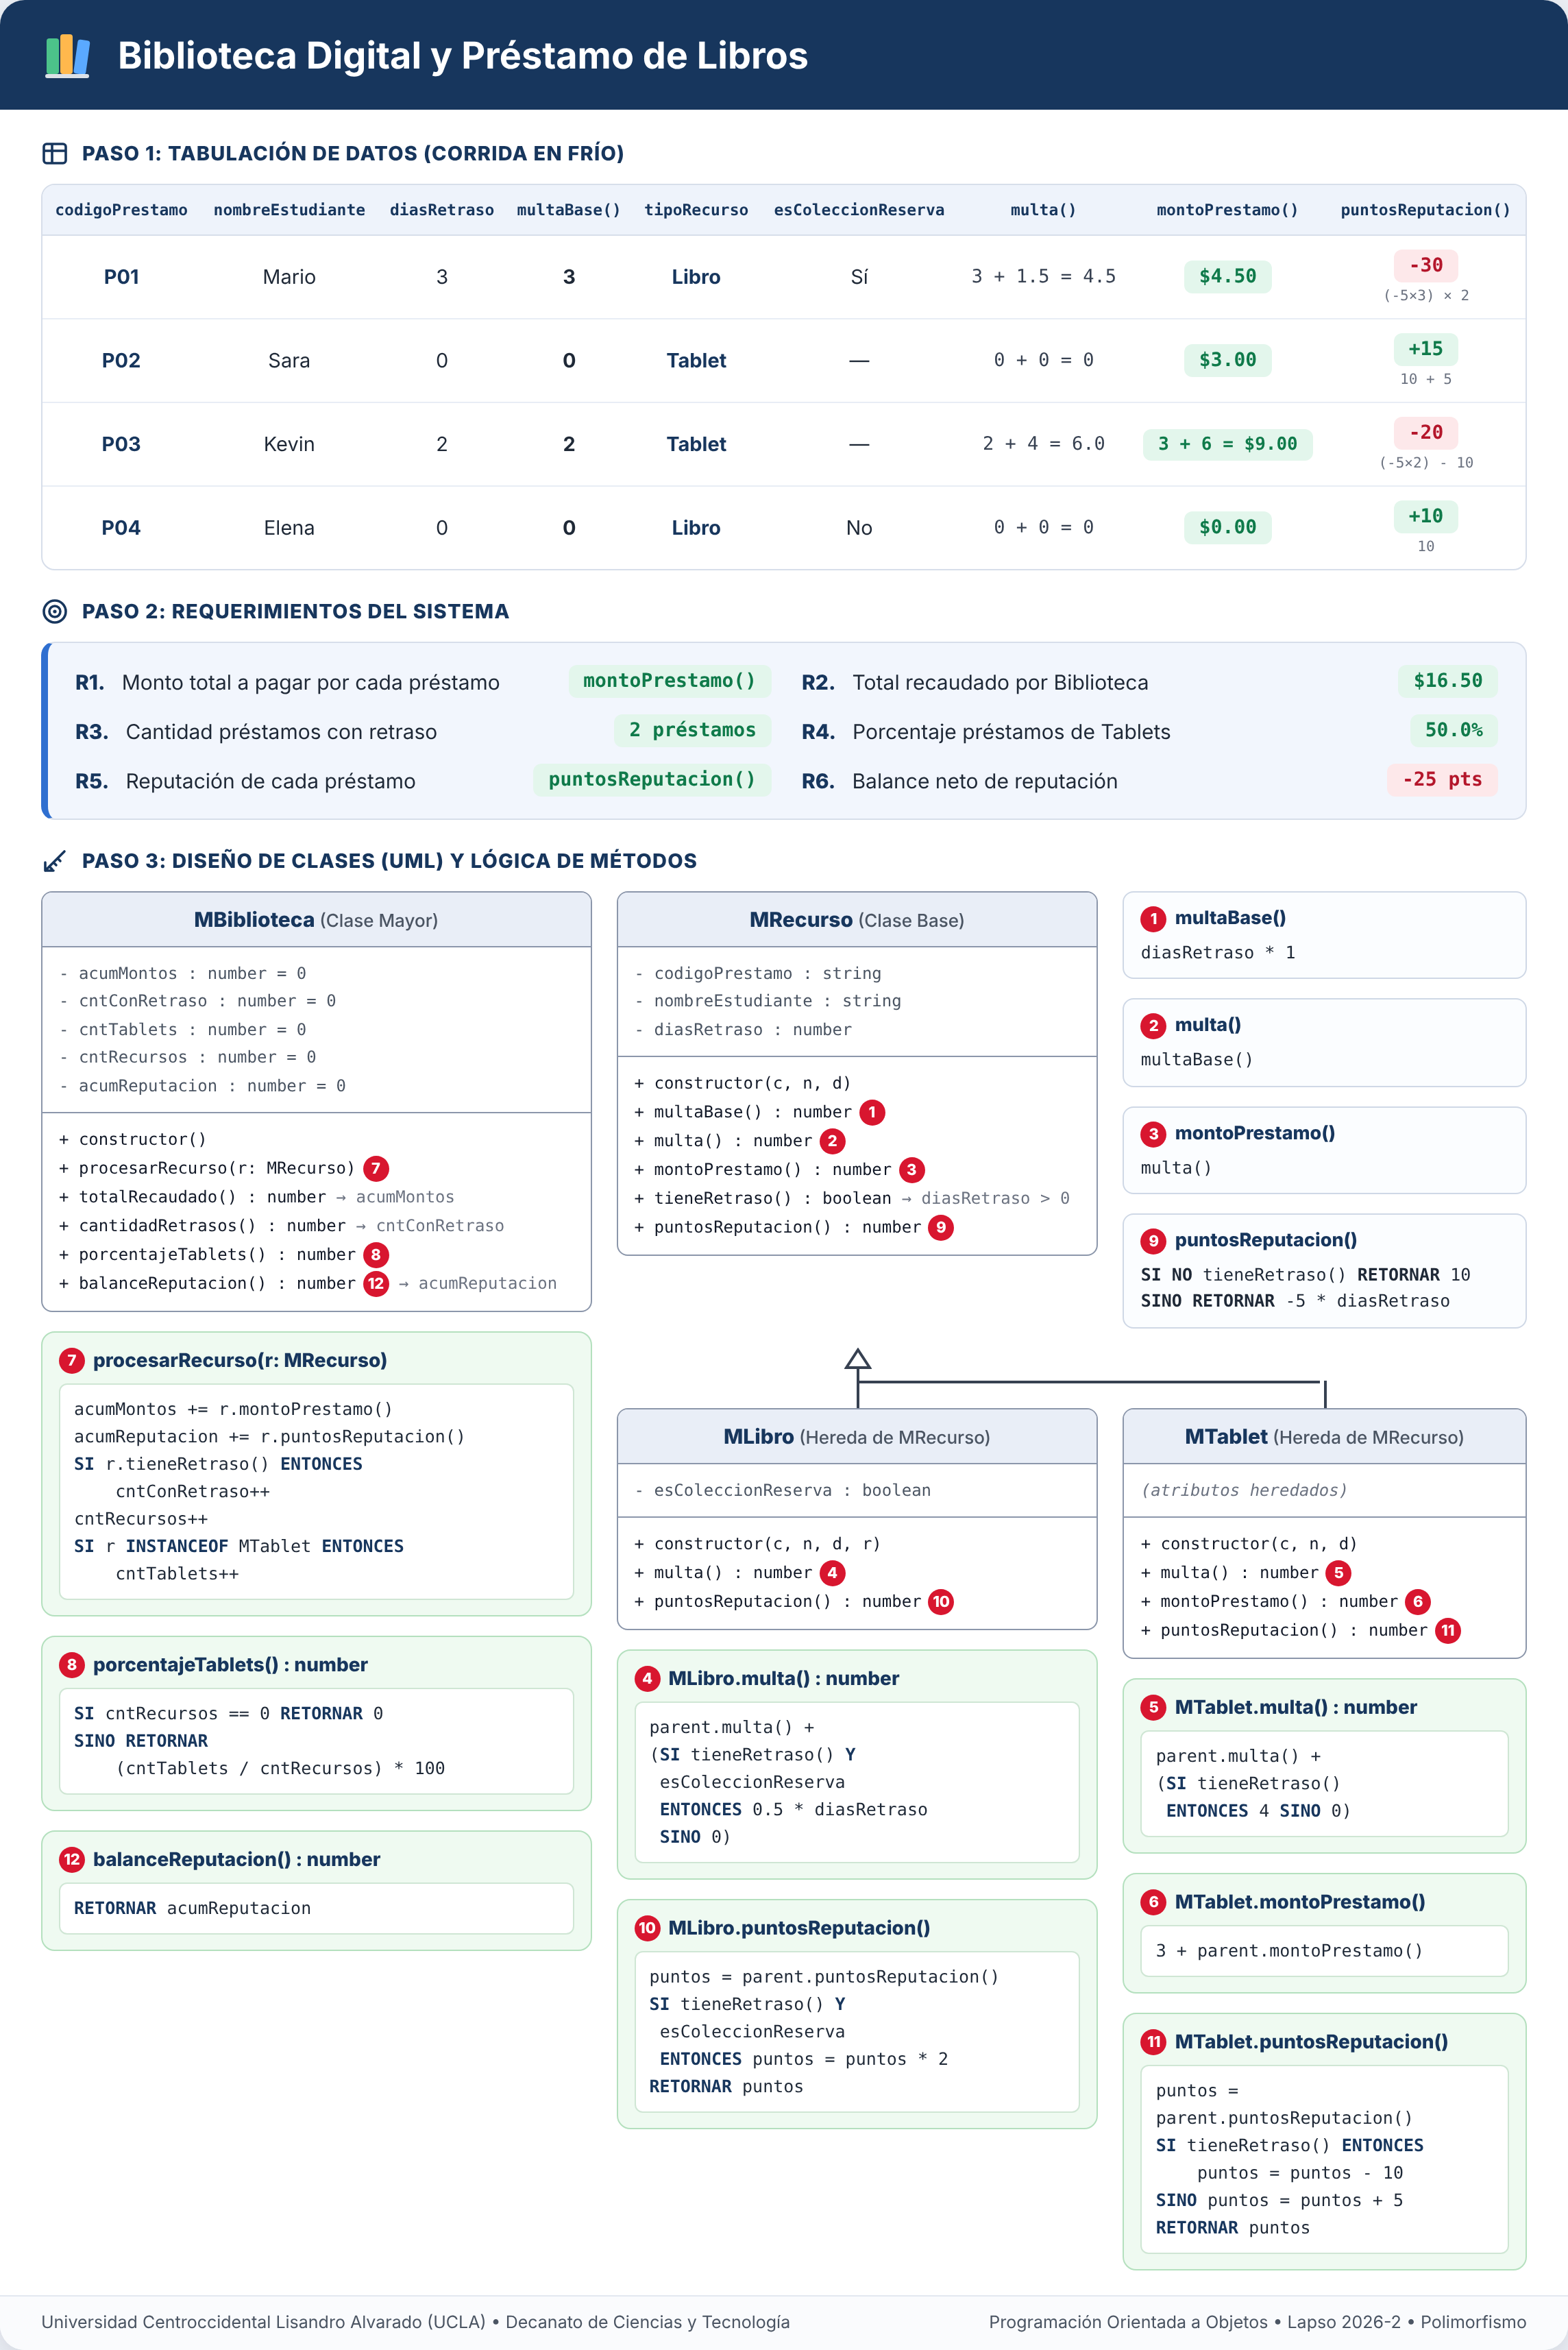 Biblioteca Digital y Préstamo de Libros
PASO 1: TABULACIÓN DE DATOS (CORRIDA EN FRÍO)
codigoPrestamo nombreEstudiante diasRetraso multaBase() tipoRecurso esColeccionReserva multa() montoPrestamo() puntosReputacion()
P01 Mario 3 3 Libro Sí 3 + 1.5 = 4.5 $4.50 -30
(-5×3) × 2
P02 Sara 0 0 Tablet — 0 + 0 = 0 $3.00 +15
10 + 5
P03 Kevin 2 2 Tablet — 2 + 4 = 6.0 3 + 6 = $9.00 -20
(-5×2) - 10
P04 Elena 0 0 Libro No 0 + 0 = 0 $0.00 +10
10
PASO 2: REQUERIMIENTOS DEL SISTEMA
R1. Monto total a pagar por cada préstamo montoPrestamo() R2. Total recaudado por Biblioteca $16.50
R3. Cantidad préstamos con retraso 2 préstamos R4. Porcentaje préstamos de Tablets 50.0%
R5. Reputación de cada préstamo puntosReputacion() R6. Balance neto de reputación -25 pts
PASO 3: DISEÑO DE CLASES (UML) Y LÓGICA DE MÉTODOS
MBiblioteca (Clase Mayor)
- acumMontos : number = 0
- cntConRetraso : number = 0
- cntTablets : number = 0
- cntRecursos : number = 0
- acumReputacion : number = 0
+ constructor()
+ procesarRecurso(r: MRecurso) 7
+ totalRecaudado() : number → acumMontos
+ cantidadRetrasos() : number → cntConRetraso
+ porcentajeTablets() : number 8
+ balanceReputacion() : number 12 → acumReputacion
7 procesarRecurso(r: MRecurso)
acumMontos += r.montoPrestamo()
acumReputacion += r.puntosReputacion()
SI r.tieneRetraso() ENTONCES
cntConRetraso++
cntRecursos++
SI r INSTANCEOF MTablet ENTONCES
cntTablets++
8 porcentajeTablets() : number
SI cntRecursos == 0 RETORNAR 0
SINO RETORNAR
(cntTablets / cntRecursos) * 100
12 balanceReputacion() : number
RETORNAR acumReputacion
MRecurso (Clase Base)
- codigoPrestamo : string
- nombreEstudiante : string
- diasRetraso : number
+ constructor(c, n, d)
+ multaBase() : number 1
+ multa() : number 2
+ montoPrestamo() : number 3
+ tieneRetraso() : boolean → diasRetraso > 0
+ puntosReputacion() : number 9
1 multaBase()
diasRetraso * 1
2 multa()
multaBase()
3 montoPrestamo()
multa()
9 puntosReputacion()
SI NO tieneRetraso() RETORNAR 10
SINO RETORNAR -5 * diasRetraso
MLibro (Hereda de MRecurso)
- esColeccionReserva : boolean
+ constructor(c, n, d, r)
+ multa() : number 4
+ puntosReputacion() : number 10
4 MLibro.multa() : number
parent.multa() +
(SI tieneRetraso() Y
esColeccionReserva
ENTONCES 0.5 * diasRetraso
SINO 0)
10 MLibro.puntosReputacion()
puntos = parent.puntosReputacion()
SI tieneRetraso() Y
esColeccionReserva
ENTONCES puntos = puntos * 2
RETORNAR puntos
MTablet (Hereda de MRecurso)
(atributos heredados)
+ constructor(c, n, d)
+ multa() : number 5
+ montoPrestamo() : number 6
+ puntosReputacion() : number 11
5 MTablet.multa() : number
parent.multa() +
(SI tieneRetraso()
ENTONCES 4 SINO 0)
6 MTablet.montoPrestamo()
3 + parent.montoPrestamo()
11 MTablet.puntosReputacion()
puntos =
parent.puntosReputacion()
SI tieneRetraso() ENTONCES
puntos = puntos - 10
SINO puntos = puntos + 5
RETORNAR puntos
Universidad Centroccidental Lisandro Alvarado (UCLA) • Decanato de Ciencias y Tecnología
Programación Orientada a Objetos • Lapso 2026-2 • Polimorfismo